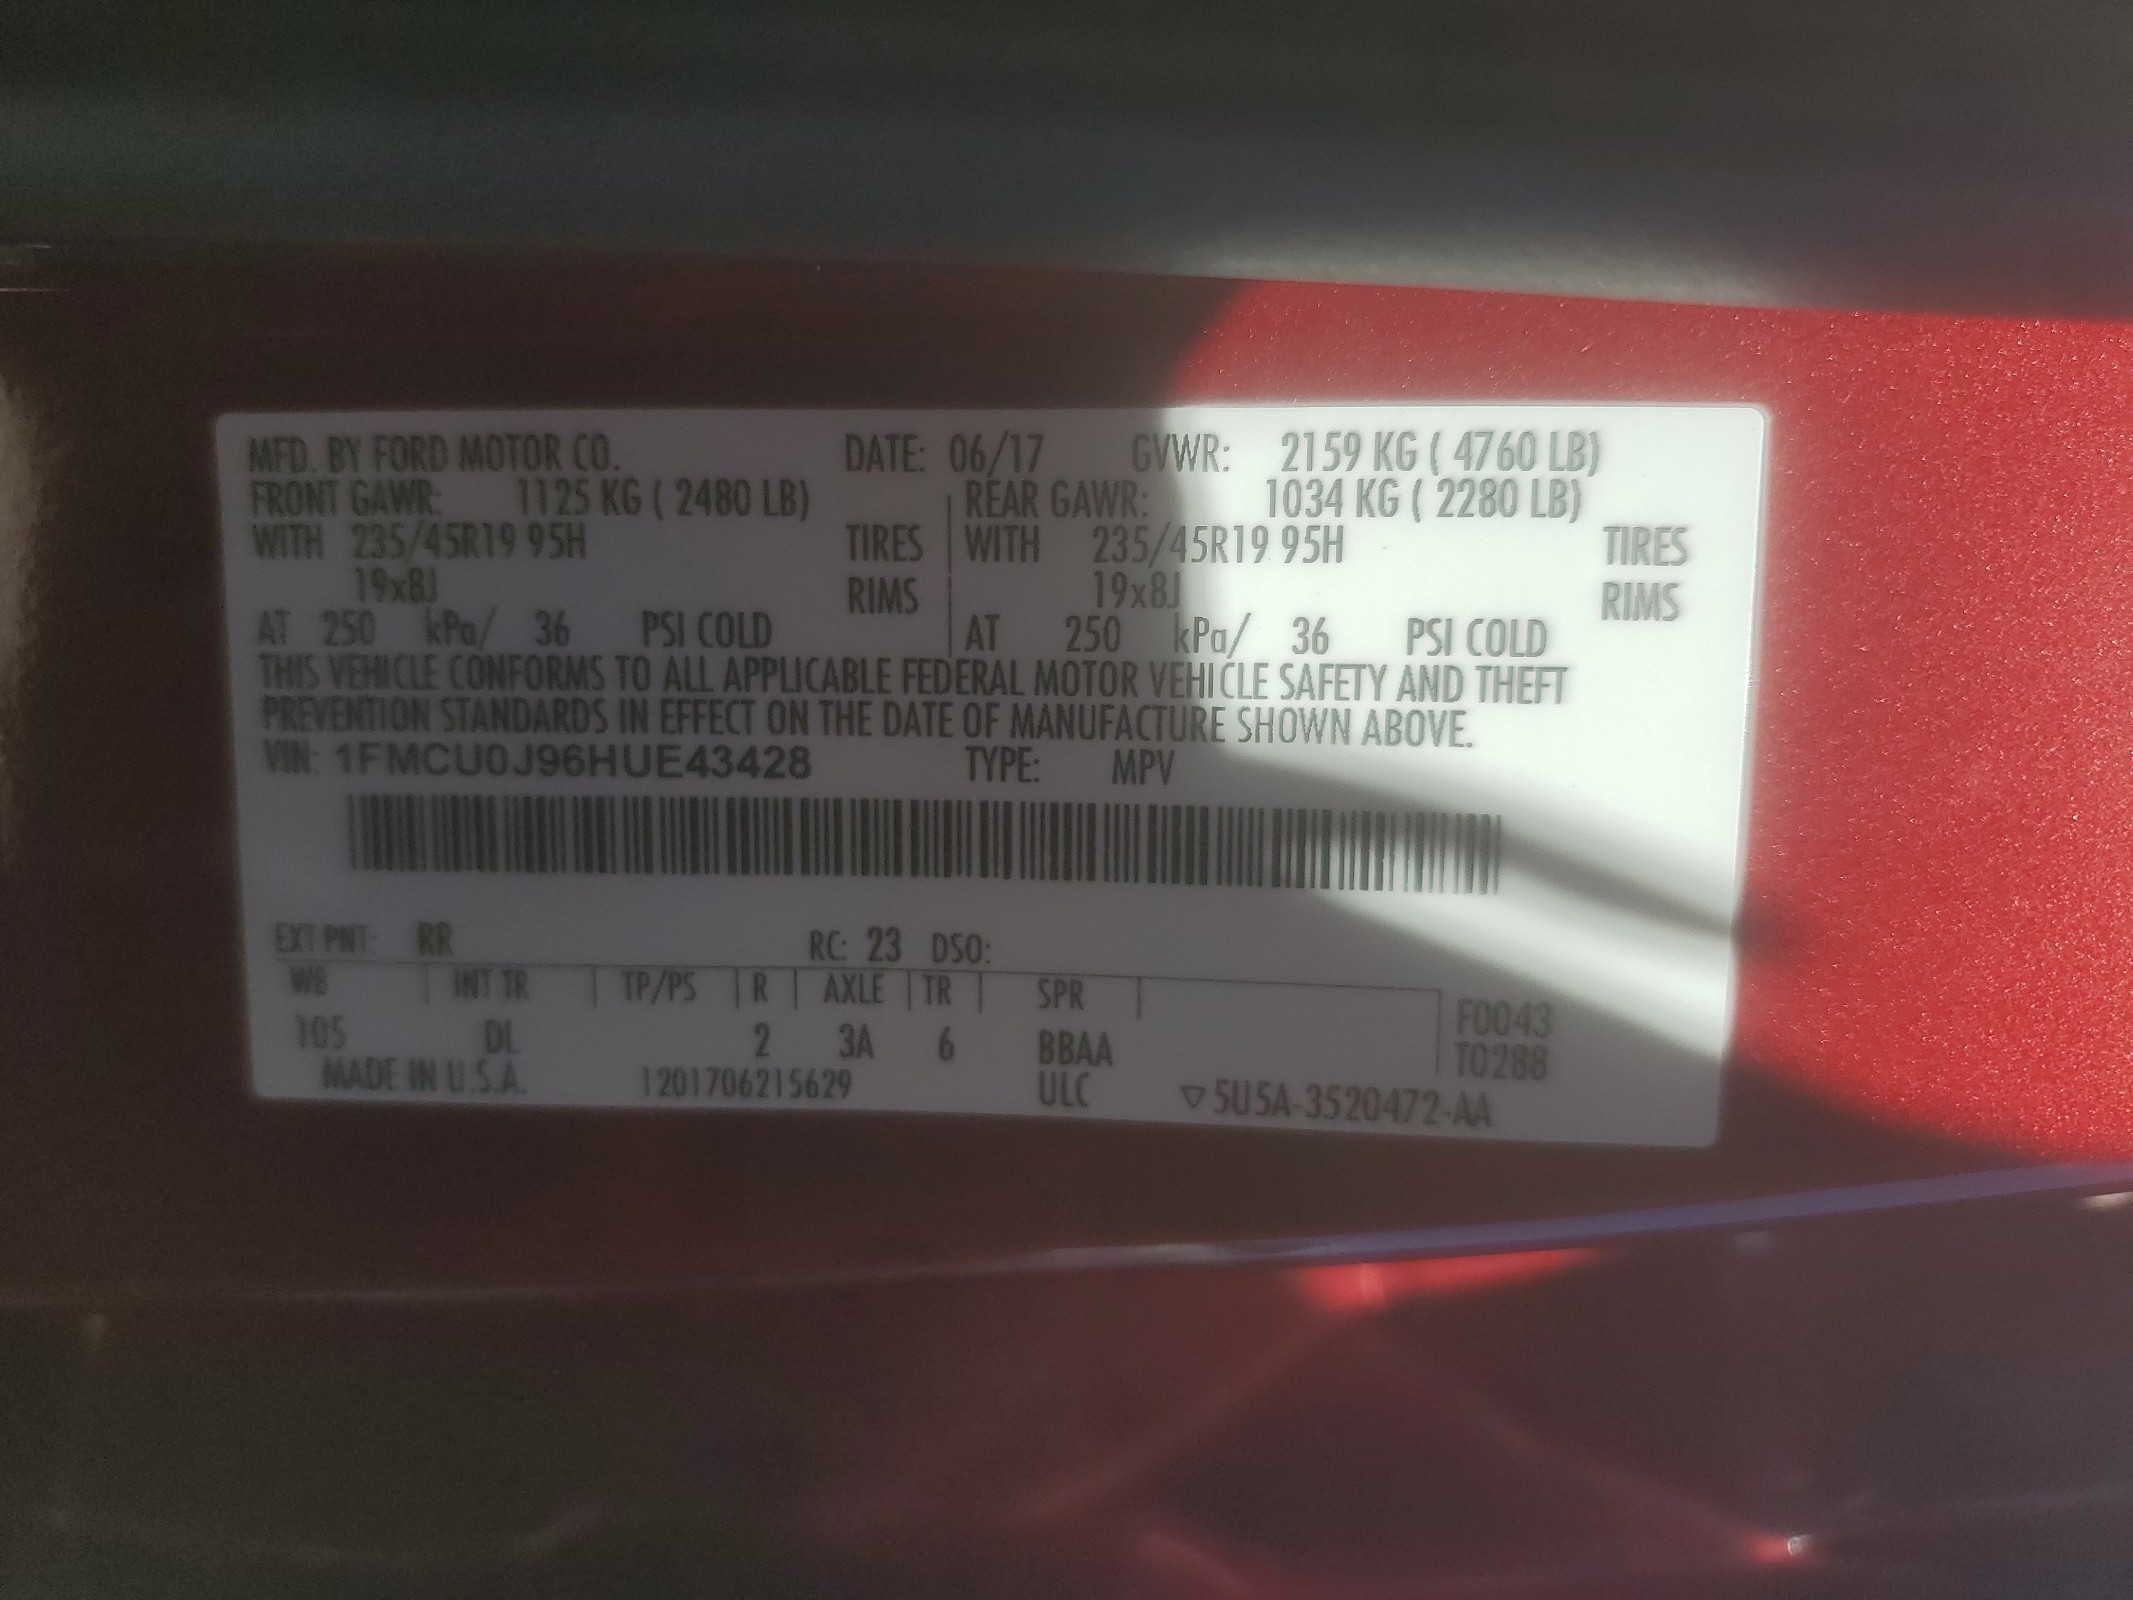 MFD. BY FORD MOTOR CO. DATE: 06/17 GVWR: 2159 KG ( 4760 LB)
FRONT GAWR: 1125 KG ( 2480 LB) REAR GAWR: 1034 KG ( 2280 LB)
WITH 235/45R19 95H TIRES WITH 235/45R19 95H TIRES
19x8J RIMS 19x8J RIMS
AT 250 kPa/ 36 PSI COLD AT 250 kPa/ 36 PSI COLD
THIS VEHICLE CONFORMS TO ALL APPLICABLE FEDERAL MOTOR VEHICLE SAFETY AND THEFT
PREVENTION STANDARDS IN EFFECT ON THE DATE OF MANUFACTURE SHOWN ABOVE.
VIN: 1FMCU0J96HUE43428 TYPE: MPV
EXT PNT: RR RC: 23 DSO:
WB INT TR TP/PS R AXLE TR SPR F0043
105 DL 2 3A 6 BBAA T0288
MADE IN U.S.A. 1201706215629 ULC ▽5U5A-3520472-AA